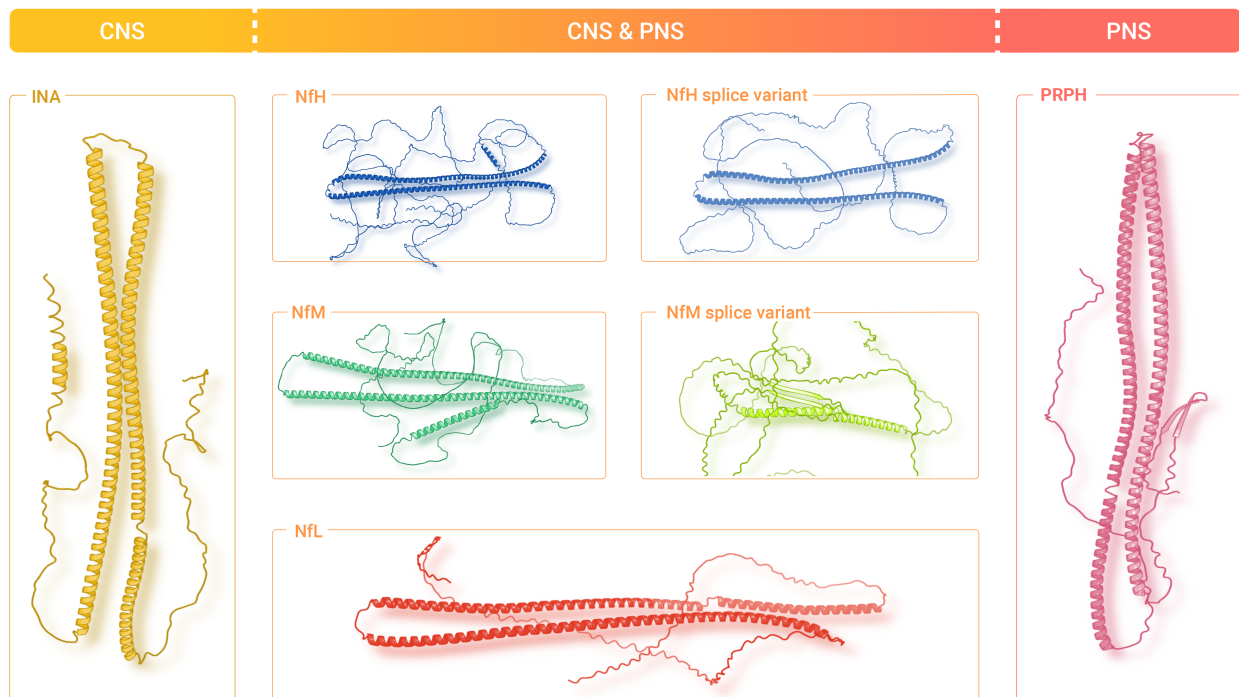 CNS
CNS & PNS
PNS
INA
NfH
NfH splice variant
PRPH
NfM
NfM splice variant
NfL